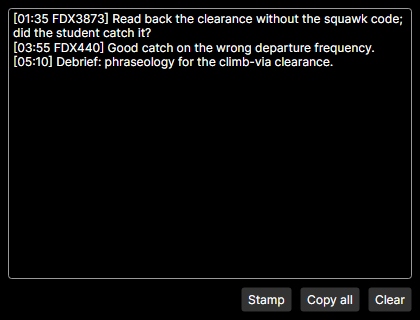 [01:35 FDX3873] Read back the clearance without the squawk code;
did the student catch it?
[03:55 FDX440] Good catch on the wrong departure frequency.
[05:10] Debrief: phraseology for the climb-via clearance.
Stamp
Copy all
Clear